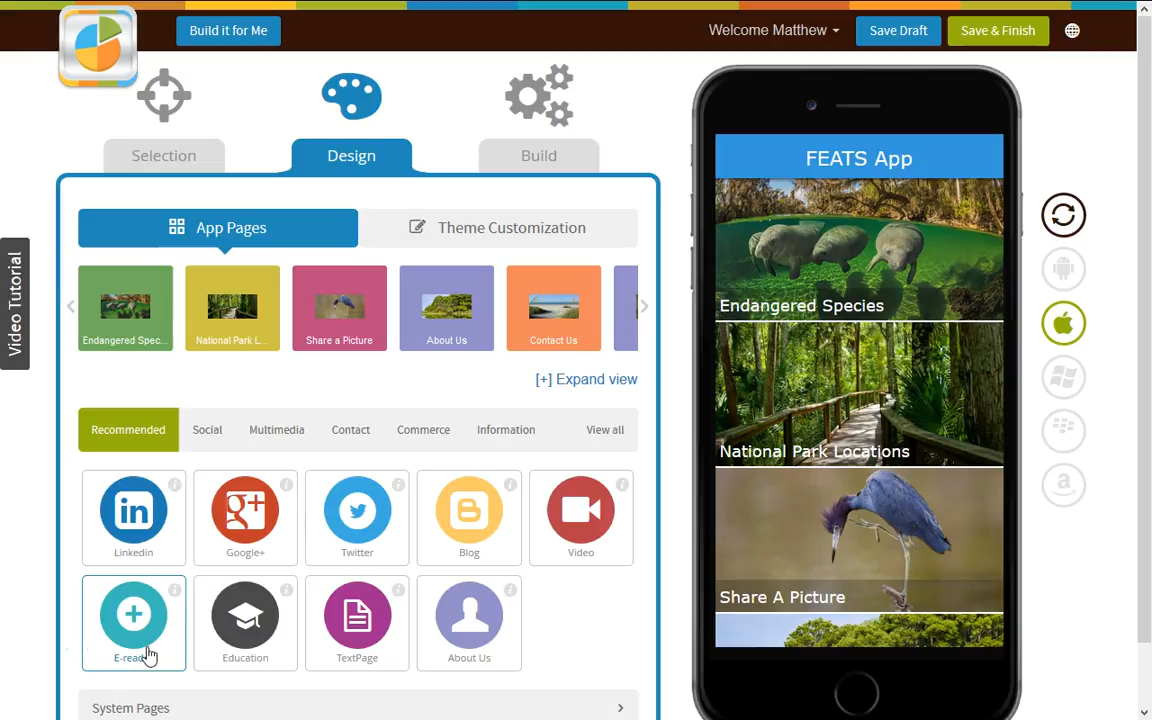 Build it for Me
Welcome Matthew
Save Draft
Save & Finish
Selection
Design
Build
Video Tutorial
App Pages
Theme Customization
Endangered Spec...
National Park L...
Share a Picture
About Us
Contact Us
[+] Expand view
Recommended
Social
Multimedia
Contact
Commerce
Information
View all
in
Linkedin
g+
Google+
Twitter
Blog
Video
Education
TextPage
About Us
System Pages
FEATS App
Endangered Species
National Park Locations
Share A Picture